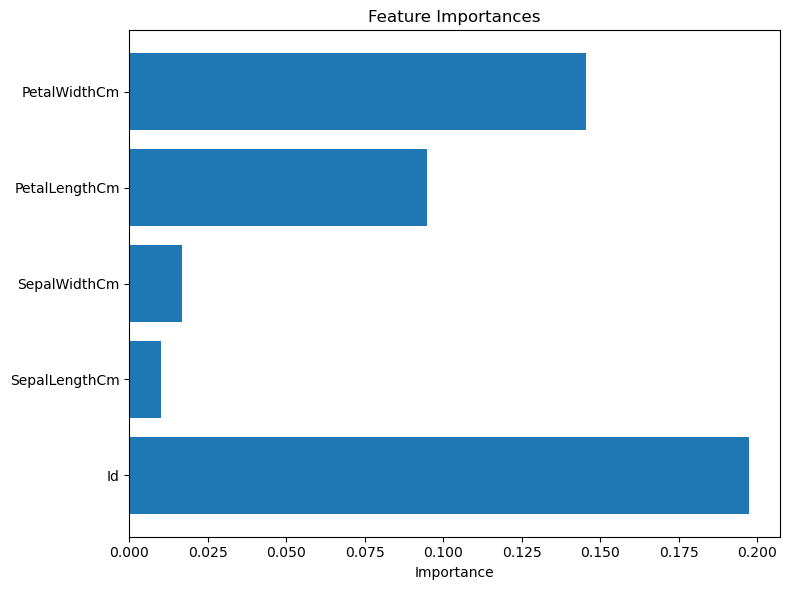 Feature Importances
PetalWidthCm
PetalLengthCm
SepalWidthCm
SepalLengthCm
Id
0.000 0.025 0.050 0.075 0.100 0.125 0.150 0.175 0.200
Importance